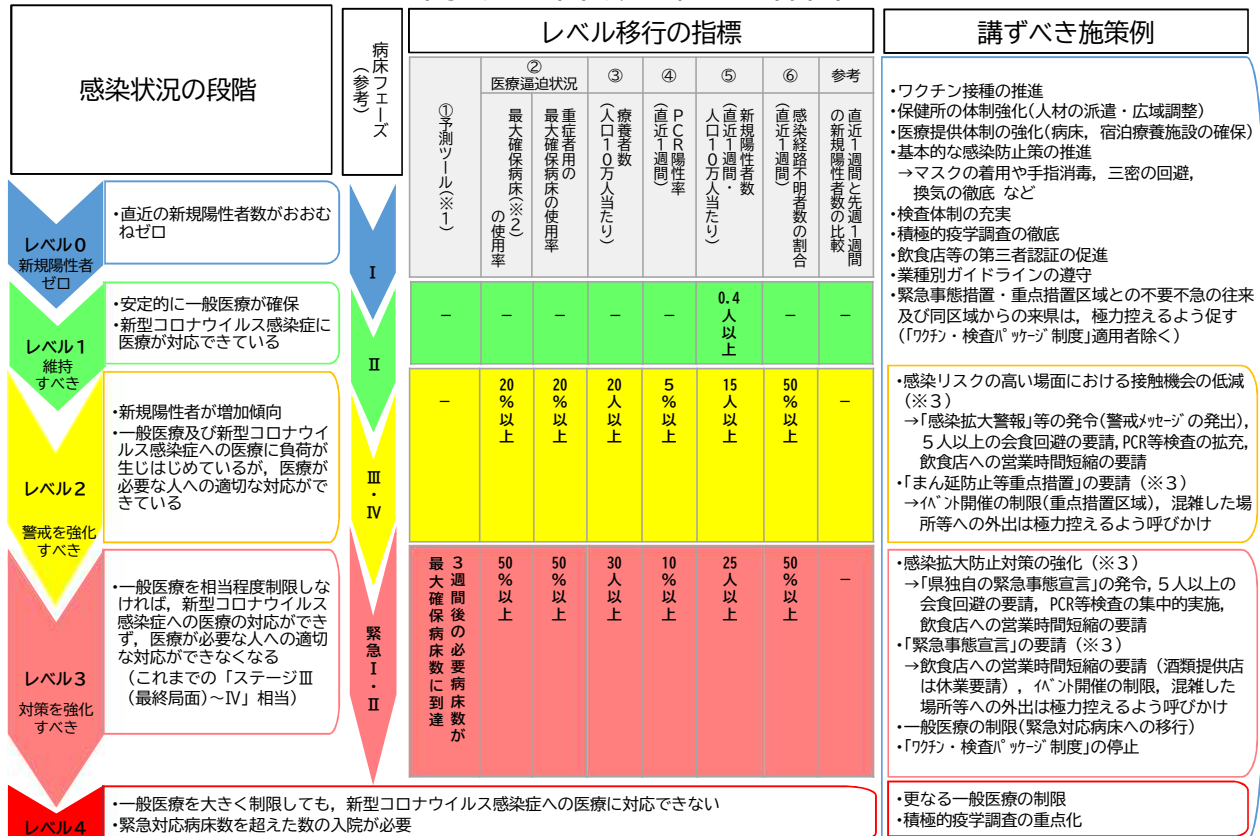 レベル移行の指標
講ずべき施策例
感染状況の段階
病床フェーズ
(参考)
①予測ツール(※1)
②
医療逼迫状況
最大確保病床(※2)
の使用率
重症者用の
最大確保病床の使用率
③
療養者数
(人口10万人当たり)
④
PCR陽性率
(直近1週間)
⑤
新規陽性者数
(直近1週間・
人口10万人当たり)
⑥
感染経路不明者数の割合
(直近1週間)
参考
直近1週間と先週1週間
の新規陽性者数の比較
レベル0
新規陽性者
ゼロ
・直近の新規陽性者数がおおむ
ねゼロ
Ⅰ
・ワクチン接種の推進
・保健所の体制強化(人材の派遣・広域調整)
・医療提供体制の強化(病床,宿泊療養施設の確保)
・基本的な感染防止策の推進
→マスクの着用や手指消毒,三密の回避,
換気の徹底 など
・検査体制の充実
・積極的疫学調査の徹底
・飲食店等の第三者認証の促進
・業種別ガイドラインの遵守
・緊急事態措置・重点措置区域との不要不急の往来
及び同区域からの来県は,極力控えるよう促す
(「ワクチン・検査パッケージ制度」適用者除く)
レベル1
維持
すべき
・安定的に一般医療が確保
・新型コロナウイルス感染症に
医療が対応できている
Ⅱ
－
－
－
－
－
0.4人以上
－
－
レベル2
警戒を強化
すべき
・新規陽性者が増加傾向
・一般医療及び新型コロナウイ
ルス感染症への医療に負荷が
生じはじめているが,医療が
必要な人への適切な対応がで
きている
Ⅲ・Ⅳ
－
20%以上
20%以上
20人以上
5%以上
15人以上
50%以上
－
・感染リスクの高い場面における接触機会の低減
(※3)
→「感染拡大警報」等の発令(警戒メッセージの発出),
5人以上の会食回避の要請,PCR等検査の拡充,
飲食店への営業時間短縮の要請
・「まん延防止等重点措置」の要請(※3)
→イベント開催の制限(重点措置区域),混雑した場
所等への外出は極力控えるよう呼びかけ
レベル3
対策を強化
すべき
・一般医療を相当程度制限しな
ければ,新型コロナウイルス
感染症への医療の対応ができ
ず,医療が必要な人への適切
な対応ができなくなる
(これまでの「ステージⅢ
(最終局面)～Ⅳ」相当)
緊急Ⅰ・Ⅱ
3週間後の必要病床数が
最大確保病床数に到達
50%以上
50%以上
30人以上
10%以上
25人以上
50%以上
－
・感染拡大防止対策の強化(※3)
→「県独自の緊急事態宣言」の発令,5人以上の
会食回避の要請,PCR等検査の集中的実施,
飲食店への営業時間短縮の要請
・「緊急事態宣言」の要請(※3)
→飲食店への営業時間短縮の要請(酒類提供店
は休業要請),イベント開催の制限,混雑した
場所等への外出は極力控えるよう呼びかけ
・一般医療の制限(緊急対応病床への移行)
・「ワクチン・検査パッケージ制度」の停止
レベル4
・一般医療を大きく制限しても,新型コロナウイルス感染症への医療に対応できない
・緊急対応病床数を超えた数の入院が必要
・更なる一般医療の制限
・積極的疫学調査の重点化